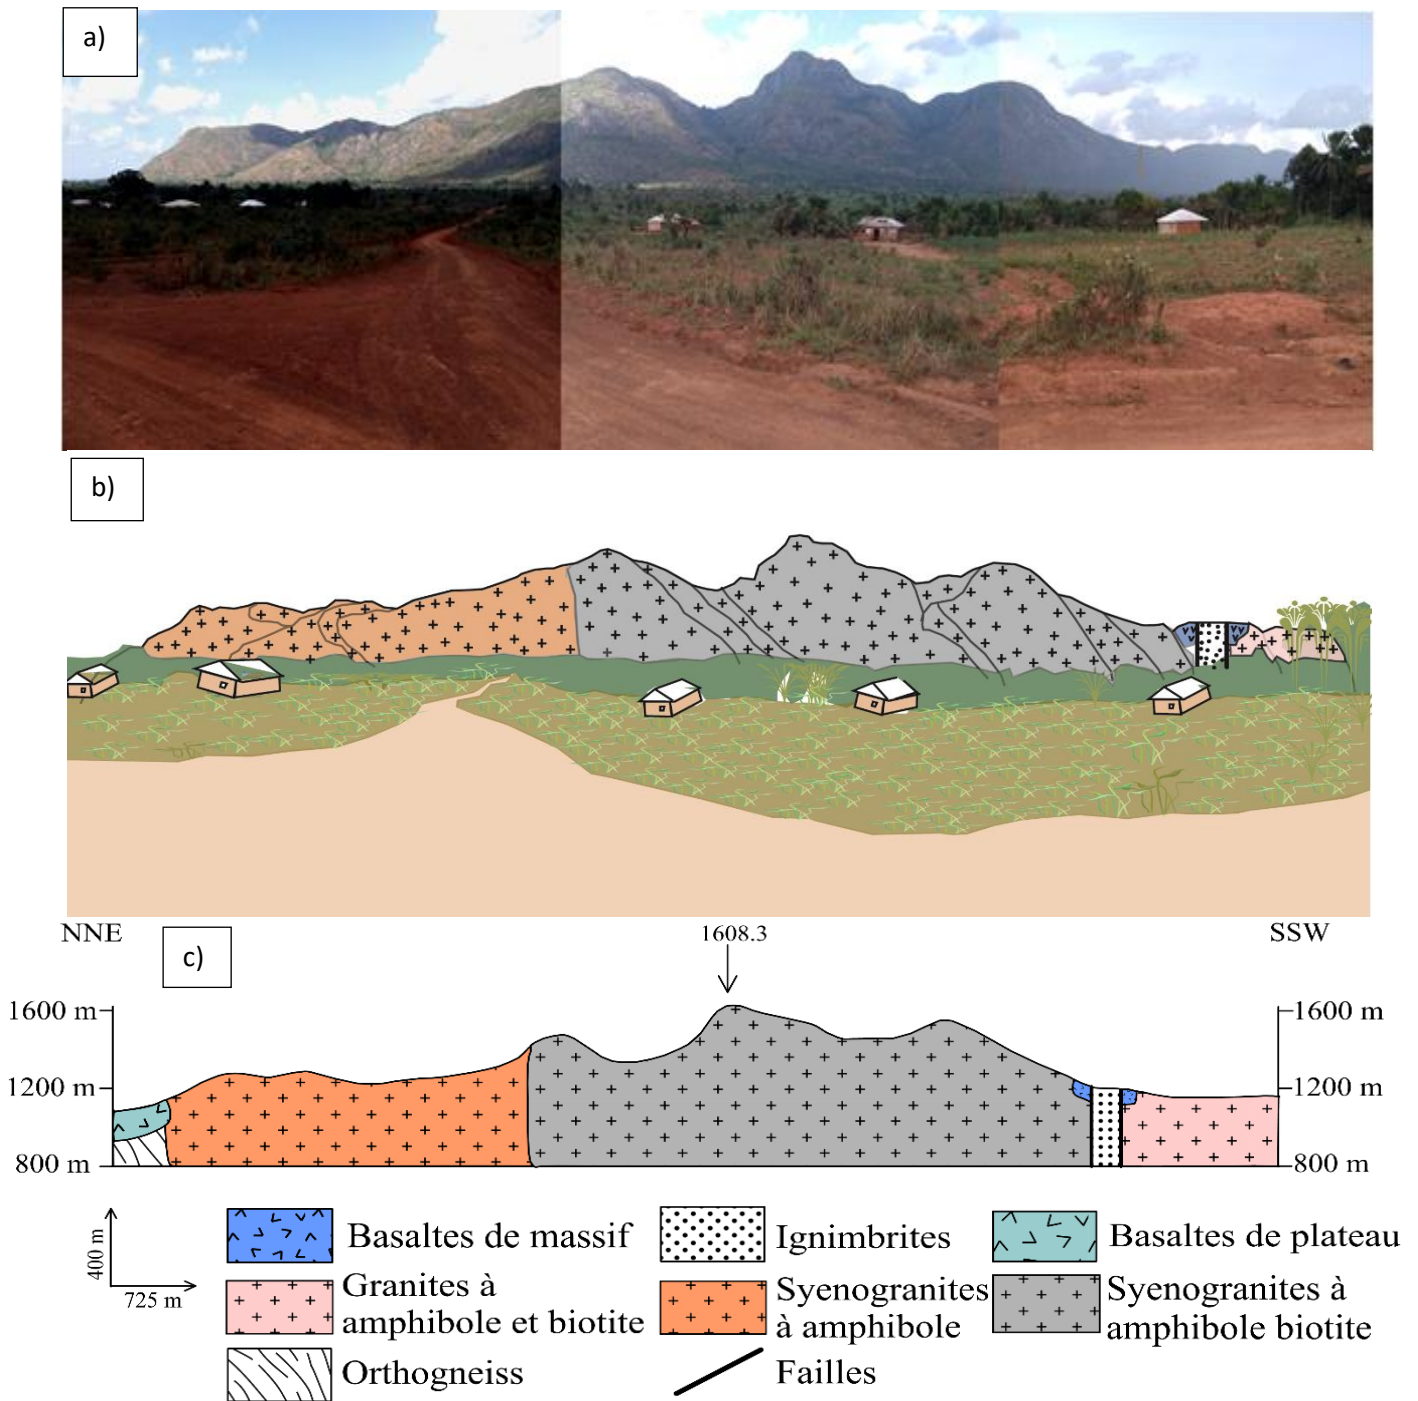 a)
b)
NNE
c)
1608.3
SSW
1600 m
1600 m
1200 m
1200 m
800 m
800 m
400 m
725 m
Basaltes de massif
Ignimbrites
Basaltes de plateau
Granites à
amphibole et biotite
Syenogranites
à amphibole
Syenogranites à
amphibole biotite
Orthogneiss
Failles